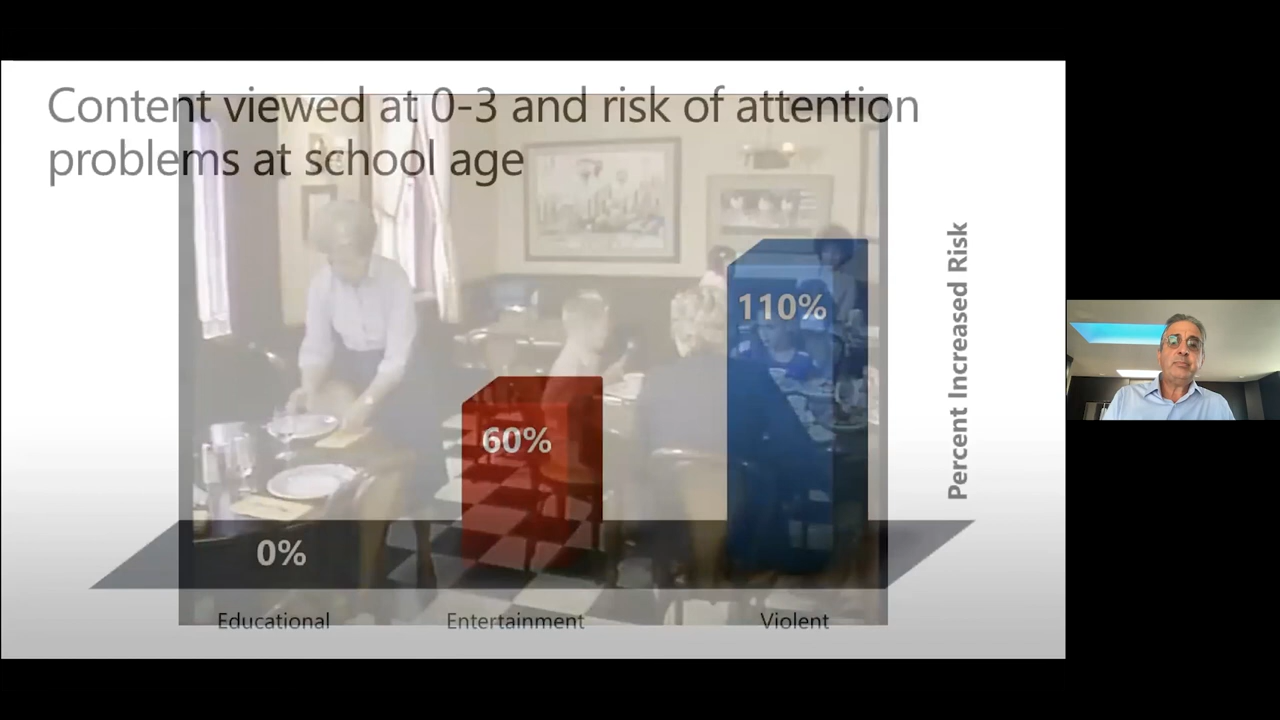 Content viewed at 0-3 and risk of attention
problems at school age
110%
60%
0%
Percent Increased Risk
Educational
Entertainment
Violent